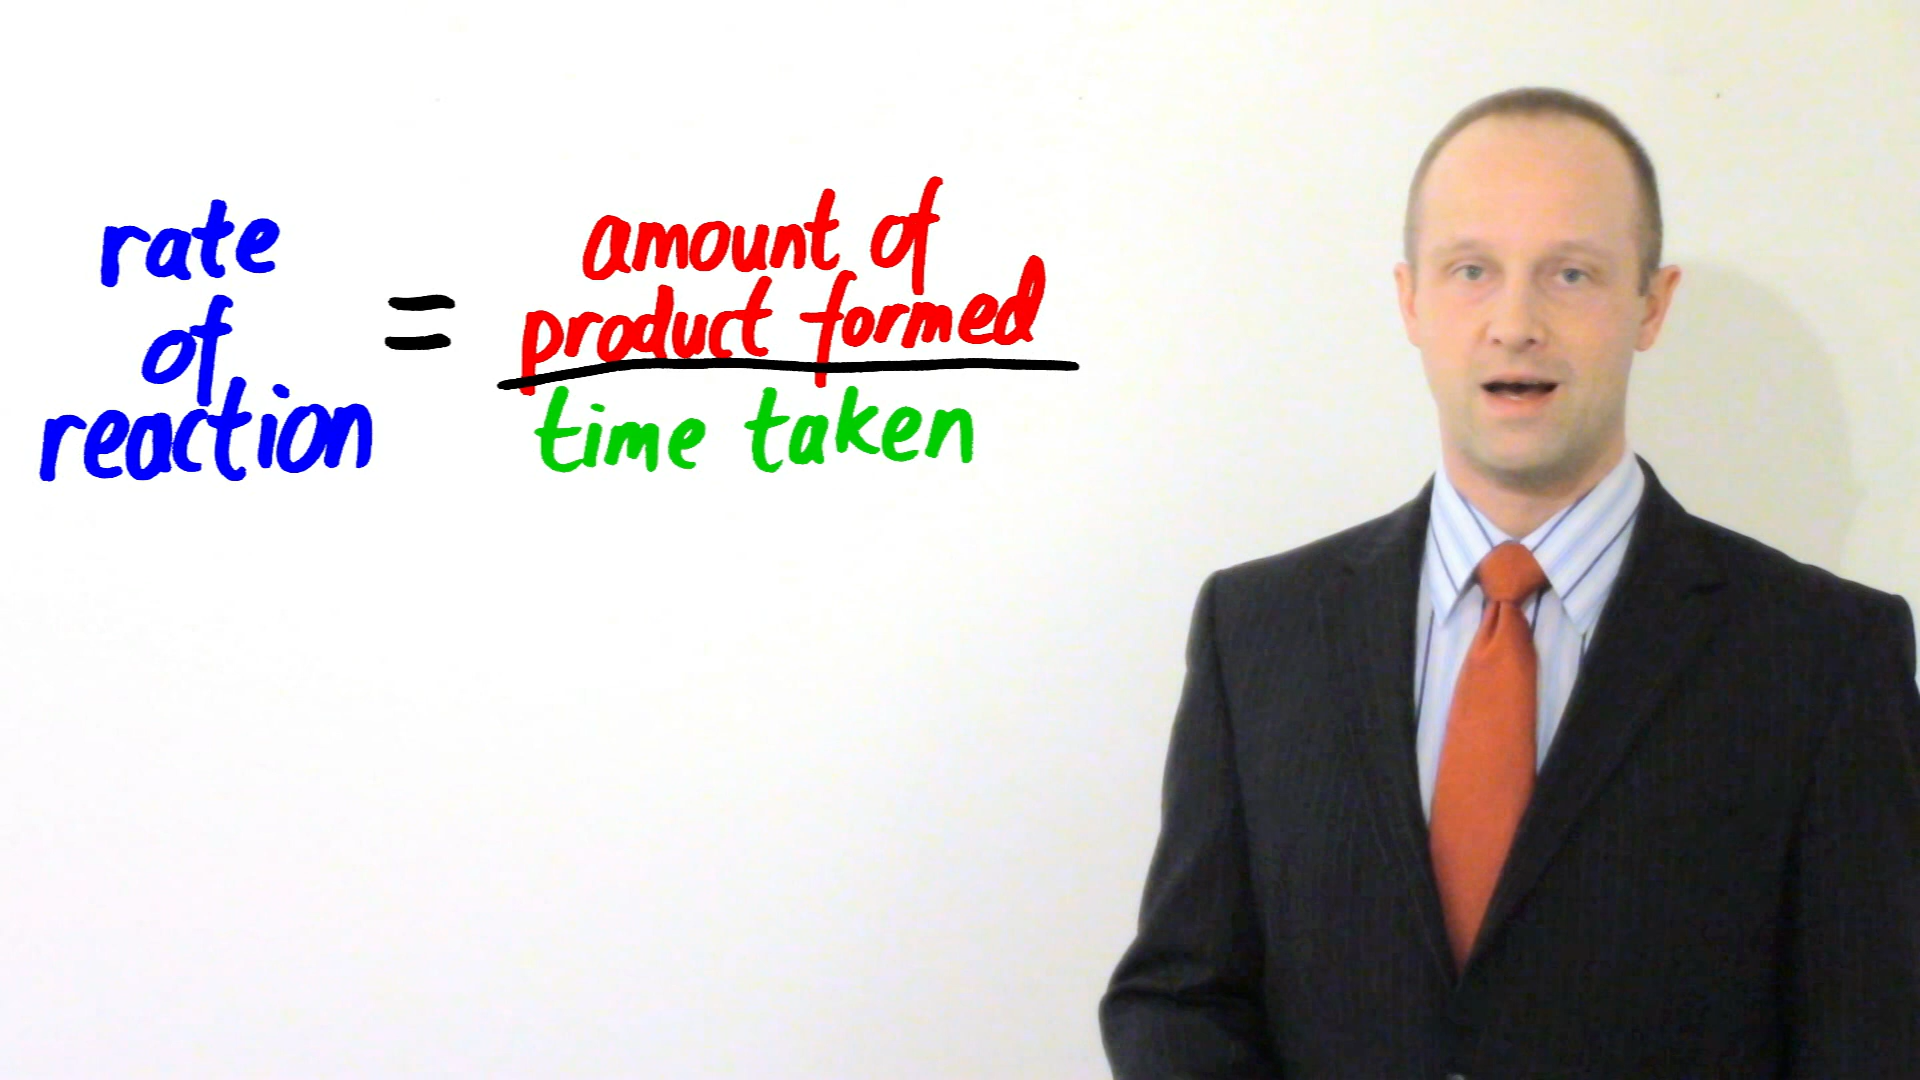 rate
of
reaction
=
amount of
product formed
time taken